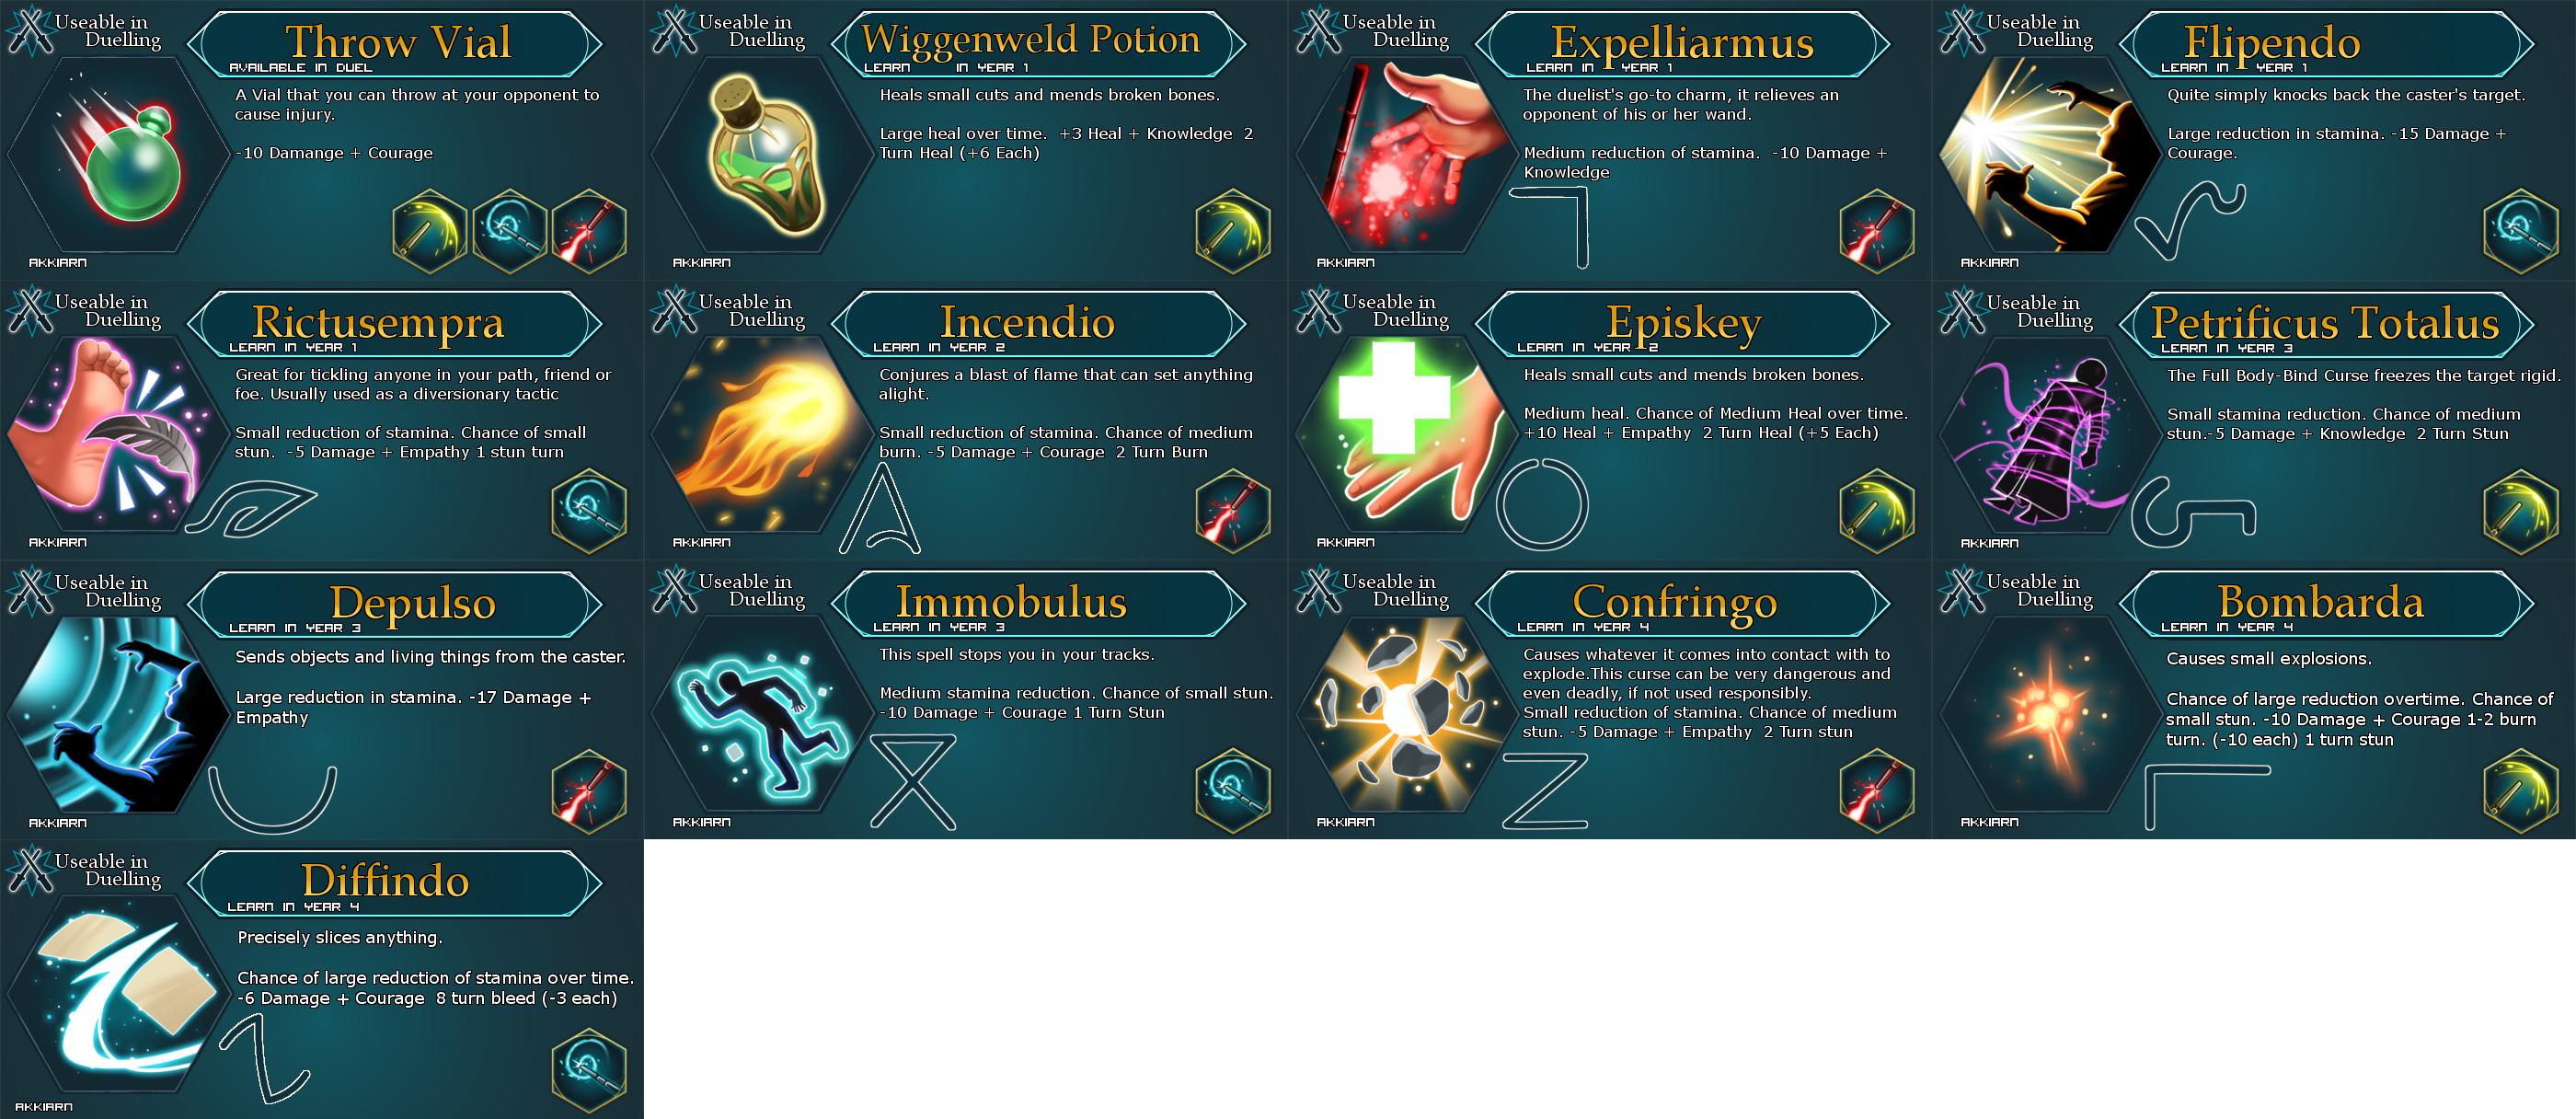 Useable in
Duelling
Throw Vial
AVAILABLE IN DUEL
A Vial that you can throw at your opponent to
cause injury.
-10 Damange + Courage
AKKIARN
Useable in
Duelling
Wiggenweld Potion
LEARN IN YEAR 1
Heals small cuts and mends broken bones.
Large heal over time. +3 Heal + Knowledge 2
Turn Heal (+6 Each)
AKKIARN
Useable in
Duelling
Expelliarmus
LEARN IN YEAR 1
The duelist's go-to charm, it relieves an
opponent of his or her wand.
Medium reduction of stamina. -10 Damage +
Knowledge
AKKIARN
Useable in
Duelling
Flipendo
LEARN IN YEAR 1
Quite simply knocks back the caster's target.
Large reduction in stamina. -15 Damage +
Courage.
AKKIARN
Useable in
Duelling
Rictusempra
LEARN IN YEAR 1
Great for tickling anyone in your path, friend or
foe. Usually used as a diversionary tactic
Small reduction of stamina. Chance of small
stun. -5 Damage + Empathy 1 stun turn
AKKIARN
Useable in
Duelling
Incendio
LEARN IN YEAR 2
Conjures a blast of flame that can set anything
alight.
Small reduction of stamina. Chance of medium
burn. -5 Damage + Courage 2 Turn Burn
AKKIARN
Useable in
Duelling
Episkey
LEARN IN YEAR 2
Heals small cuts and mends broken bones.
Medium heal. Chance of Medium Heal over time.
+10 Heal + Empathy 2 Turn Heal (+5 Each)
AKKIARN
Useable in
Duelling
Petrificus Totalus
LEARN IN YEAR 3
The Full Body-Bind Curse freezes the target rigid.
Small stamina reduction. Chance of medium
stun.-5 Damage + Knowledge 2 Turn Stun
AKKIARN
Useable in
Duelling
Depulso
LEARN IN YEAR 3
Sends objects and living things from the caster.
Large reduction in stamina. -17 Damage +
Empathy
AKKIARN
Useable in
Duelling
Immobulus
LEARN IN YEAR 3
This spell stops you in your tracks.
Medium stamina reduction. Chance of small stun.
-10 Damage + Courage 1 Turn Stun
AKKIARN
Useable in
Duelling
Confringo
LEARN IN YEAR 4
Causes whatever it comes into contact with to
explode.This curse can be very dangerous and
even deadly, if not used responsibly.
Small reduction of stamina. Chance of medium
stun. -5 Damage + Empathy 2 Turn stun
AKKIARN
Useable in
Duelling
Bombarda
LEARN IN YEAR 4
Causes small explosions.
Chance of large reduction overtime. Chance of
small stun. -10 Damage + Courage 1-2 burn
turn. (-10 each) 1 turn stun
AKKIARN
Useable in
Duelling
Diffindo
LEARN IN YEAR 4
Precisely slices anything.
Chance of large reduction of stamina over time.
-6 Damage + Courage 8 turn bleed (-3 each)
AKKIARN